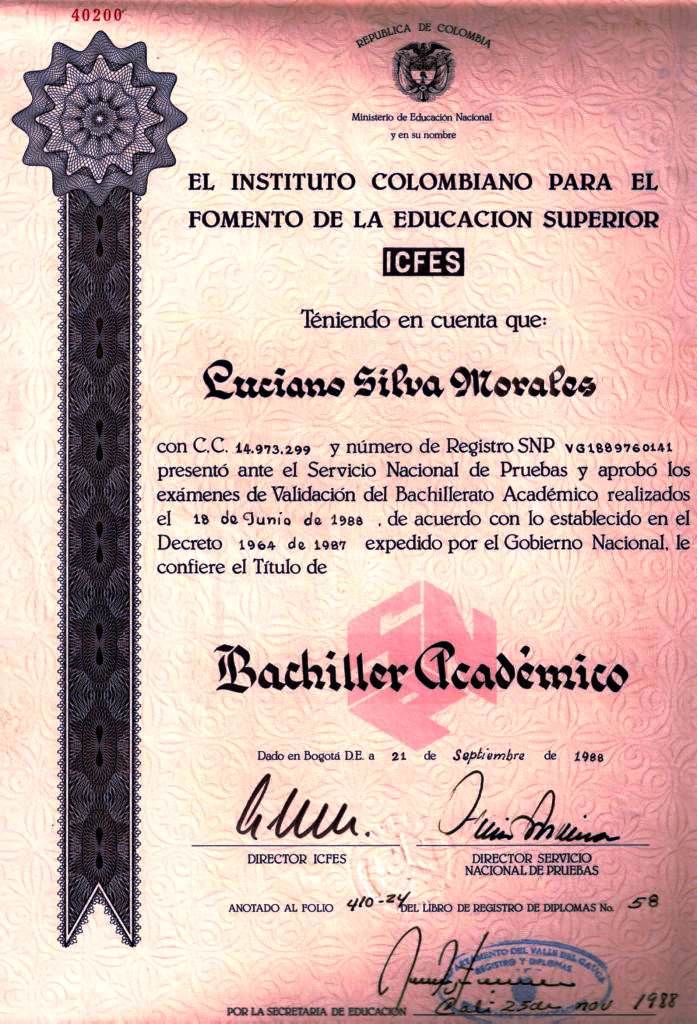 40200
REPUBLICA DE COLOMBIA
Ministerio de Educación Nacional
y en su nombre
EL INSTITUTO COLOMBIANO PARA EL
FOMENTO DE LA EDUCACION SUPERIOR
ICFES
Téniendo en cuenta que:
Luciano Silva Morales
con C.C. 14.973.299 y número de Registro SNP VG1889760141
presentó ante el Servicio Nacional de Pruebas y aprobó los
exámenes de Validación del Bachillerato Académico realizados
el 18 de Junio de 1988 , de acuerdo con lo establecido en el
Decreto 1964 de 1987 expedido por el Gobierno Nacional, le
confiere el Título de
Bachiller Académico
Dado en Bogotá D.E. a 21 de Septiembre de 1988
DIRECTOR ICFES
DIRECTOR SERVICIO
NACIONAL DE PRUEBAS
ANOTADO AL FOLIO 410-24 DEL LIBRO DE REGISTRO DE DIPLOMAS No. 58
DEL VALLE DEL CAUCA
REGISTRO Y DIPLOMAS
POR LA SECRETARIA DE EDUCACION Cali 25 de nov 1988